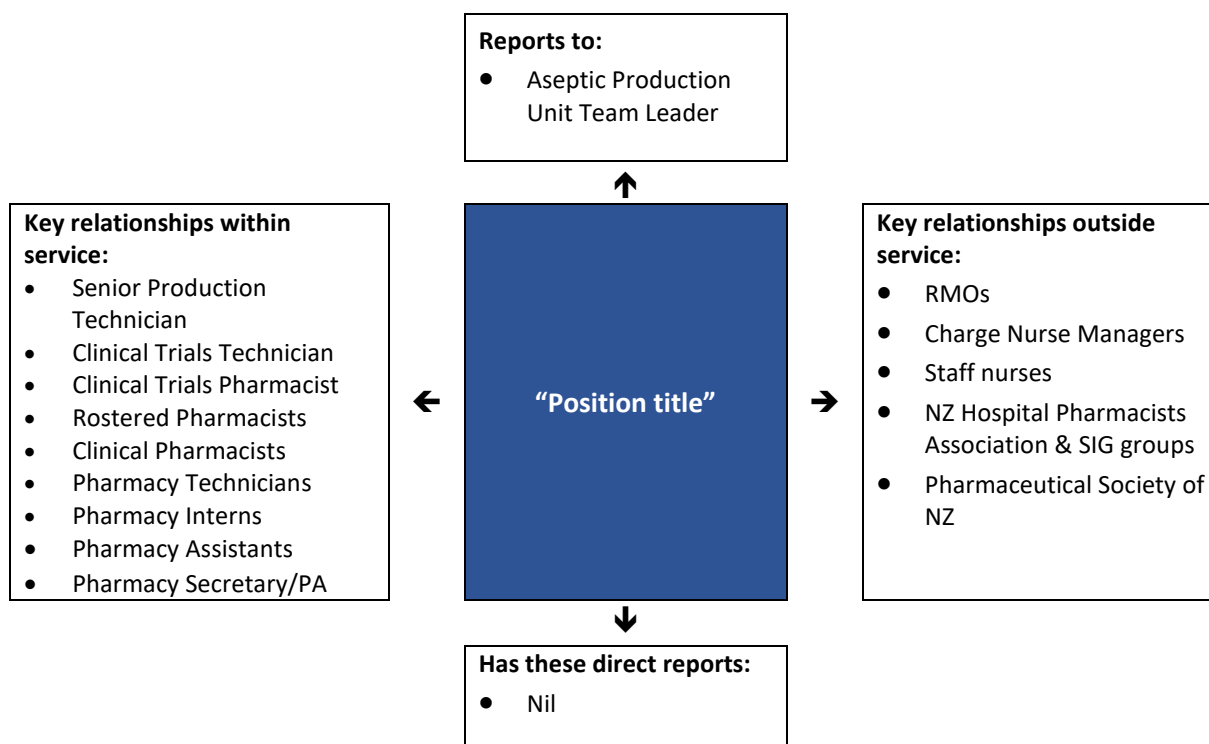 Reports to:
● Aseptic Production
Unit Team Leader
Key relationships within
service:
• Senior Production
Technician
• Clinical Trials Technician
• Clinical Trials Pharmacist
• Rostered Pharmacists
• Clinical Pharmacists
• Pharmacy Technicians
• Pharmacy Interns
• Pharmacy Assistants
• Pharmacy Secretary/PA
“Position title”
Key relationships outside
service:
● RMOs
● Charge Nurse Managers
● Staff nurses
● NZ Hospital Pharmacists
Association & SIG groups
● Pharmaceutical Society of
NZ
Has these direct reports:
● Nil